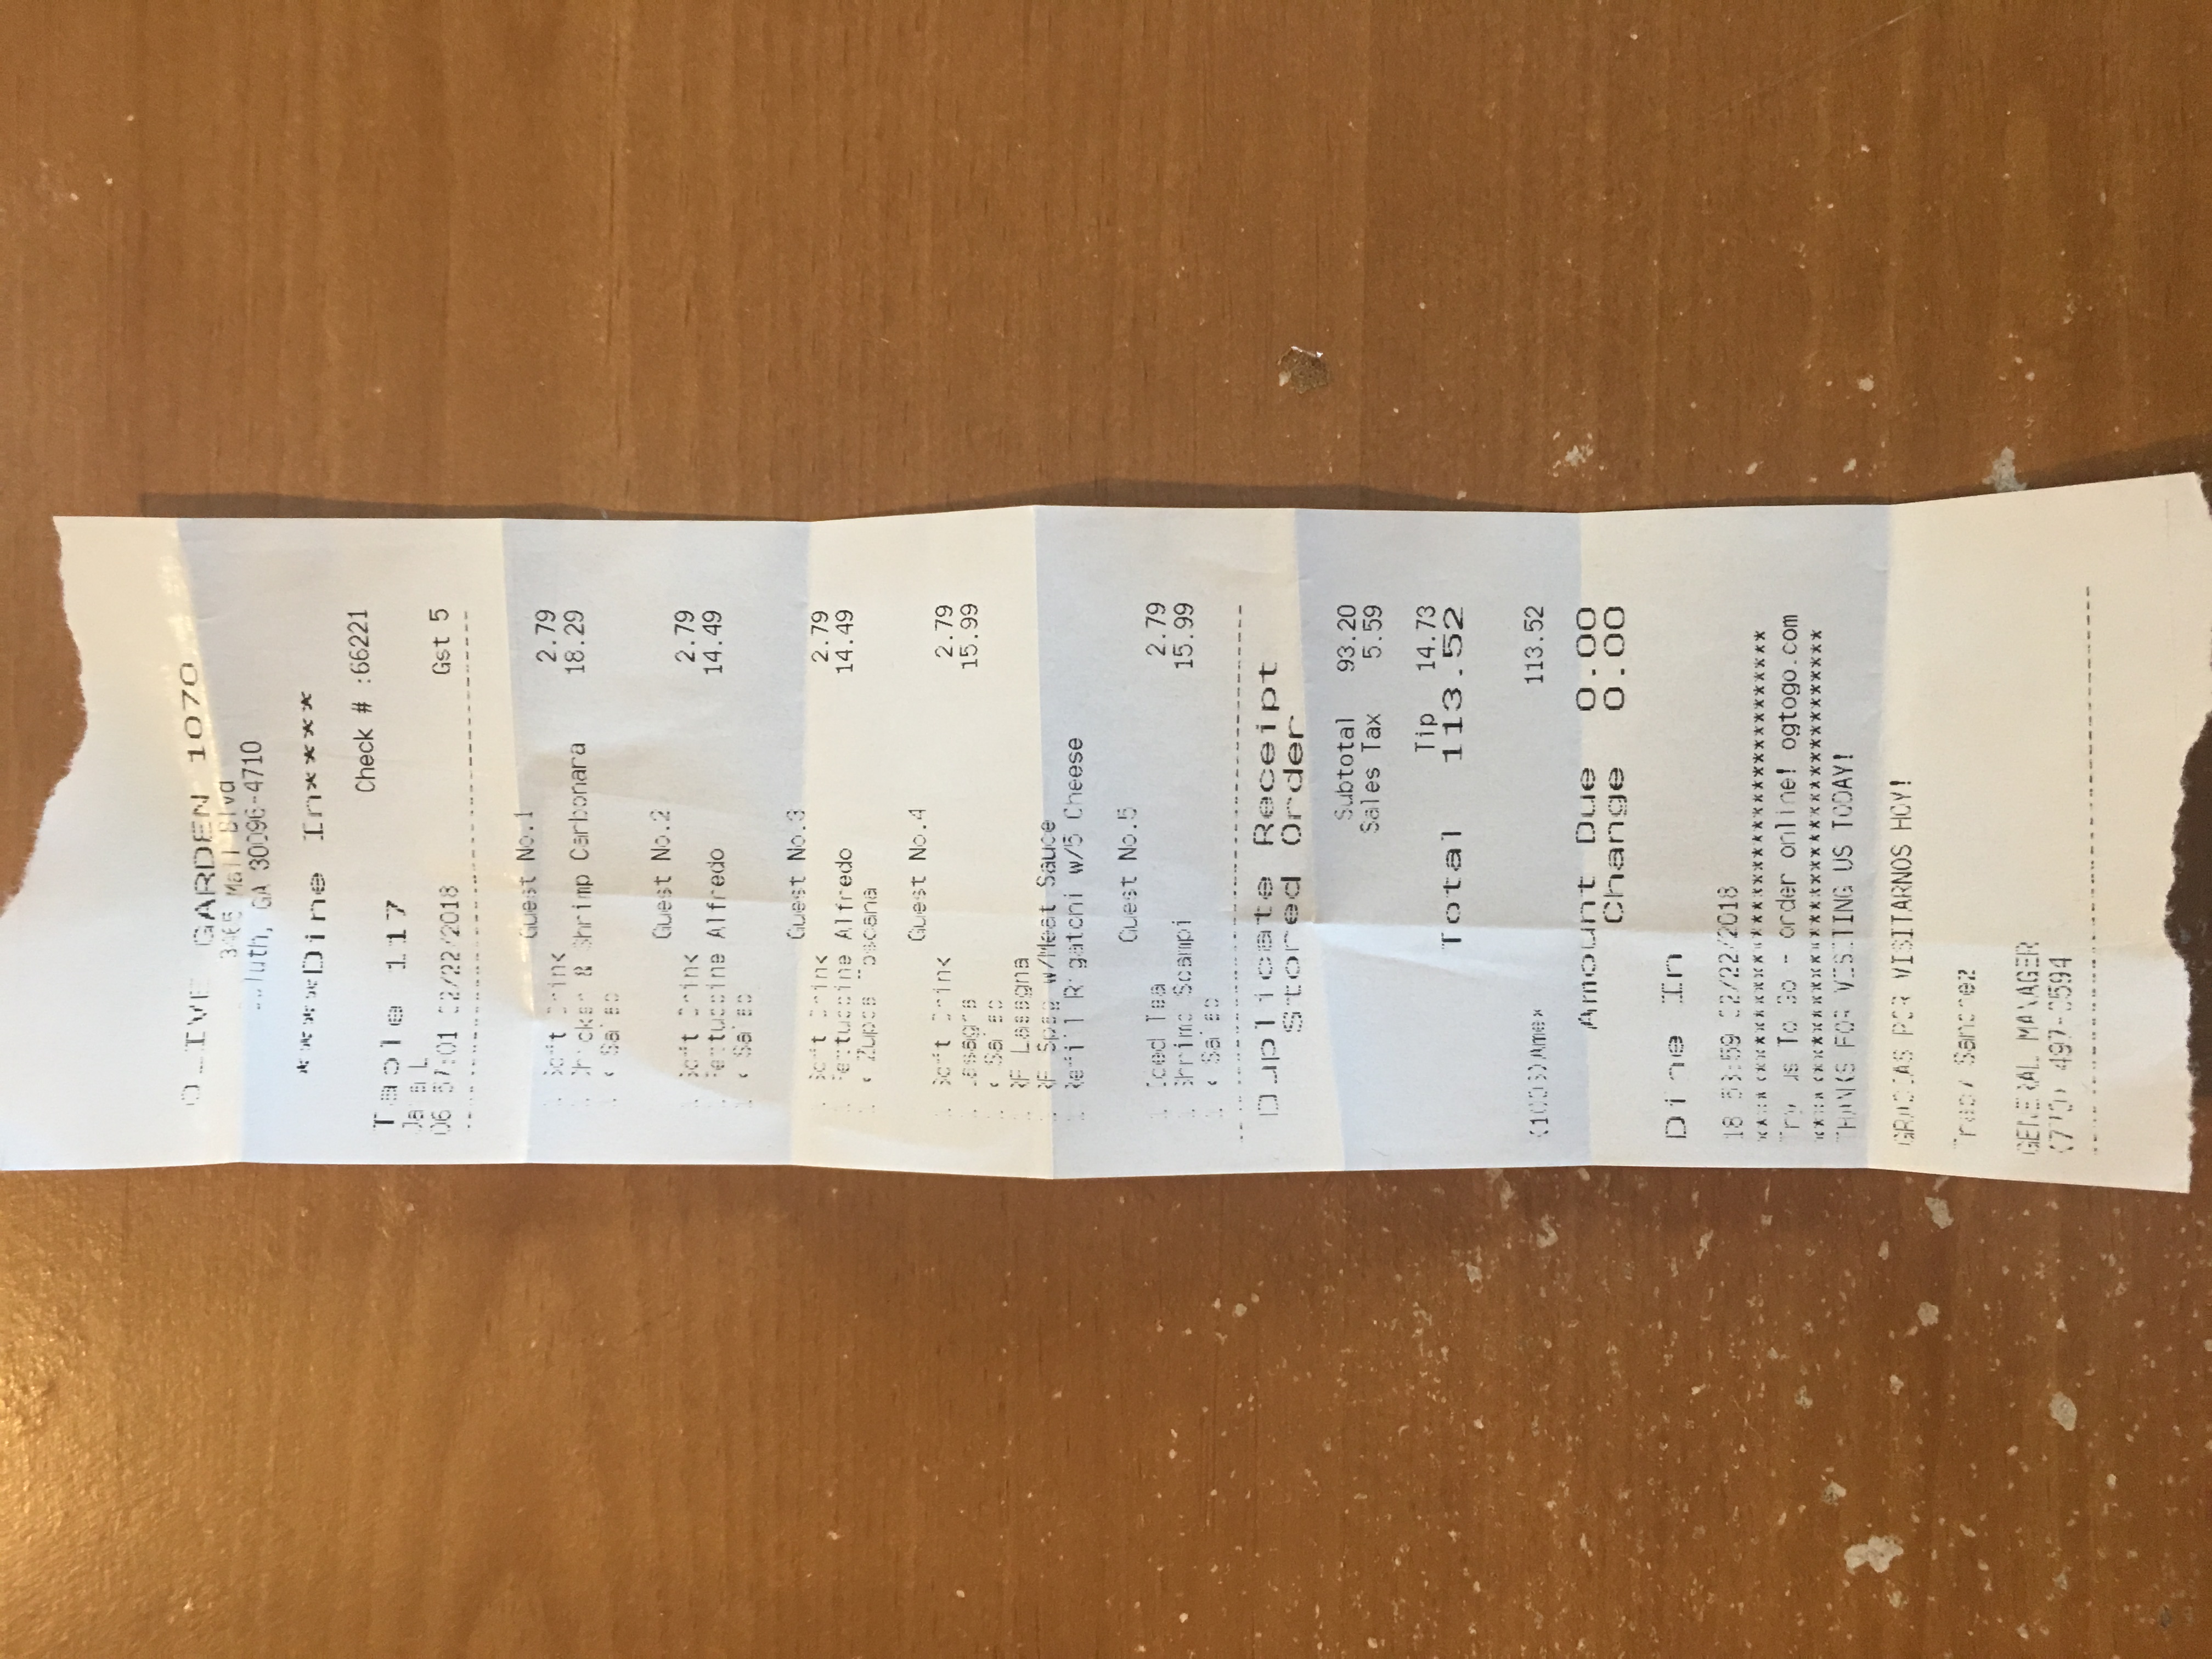 OLIVE GARDEN 1070
3465 Mall Blvd
Duluth, GA 30096-4710
****Dine In****
Check # :66221
Table 117
06:57:01 02/22/2018 Gst 5
Guest No.1
1 Soft Drink 2.79
1 Chicken & Shrimp Carbonara 18.29
1 < Salad
Guest No.2
1 Soft Drink 2.79
1 Fettuccine Alfredo 14.49
1 < Salad
Guest No.3
1 Soft Drink 2.79
1 Fettuccine Alfredo 14.49
1 < Zuppa Toscana
Guest No.4
1 Soft Drink 2.79
1 Lasagna 15.99
1 < Salad
1 RF Lasagna
1 RF Spag w/Meat Sauce
1 Refill Rigatoni w/5 Cheese
Guest No.5
1 Iced Tea 2.79
1 Shrimp Scampi 15.99
1 < Salad
Duplicate Receipt
Stored Order
Subtotal 93.20
Sales Tax 5.59
Tip 14.73
Total 113.52
Amex 113.52
Amount Due 0.00
Change 0.00
Dine In
18:53:59 02/22/2018
****************************************
Try us To Go - order online! ogtogo.com
****************************************
THANKS FOR VISITING US TODAY!
GRACIAS POR VISITARNOS HOY!
Tracy Sanchez
GENERAL MANAGER
(770) 497-0594